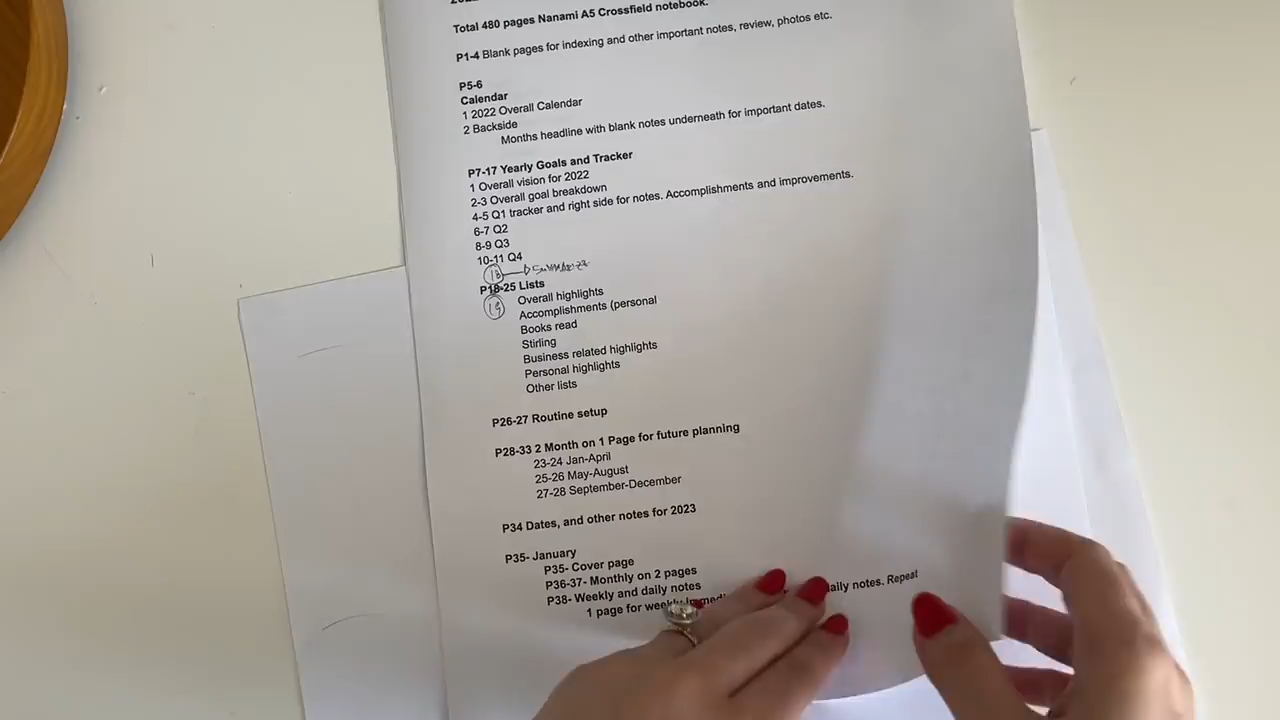 Total 480 pages Nanami A5 Crossfield notebook.
P1-4 Blank pages for indexing and other important notes, review, photos etc.
P5-6
Calendar
1 2022 Overall Calendar
2 Backside
Months headline with blank notes underneath for important dates.
P7-17 Yearly Goals and Tracker
1 Overall vision for 2022
2-3 Overall goal breakdown
4-5 Q1 tracker and right side for notes. Accomplishments and improvements.
6-7 Q2
8-9 Q3
10-11 Q4
18
P18-25 Lists
19
Overall highlights
Accomplishments (personal
Books read
Stirling
Business related highlights
Personal highlights
Other lists
P26-27 Routine setup
P28-33 2 Month on 1 Page for future planning
23-24 Jan-April
25-26 May-August
27-28 September-December
P34 Dates, and other notes for 2023
P35- January
P35- Cover page
P36-37- Monthly on 2 pages
P38- Weekly and daily notes
1 page for weekly daily notes. Repeat